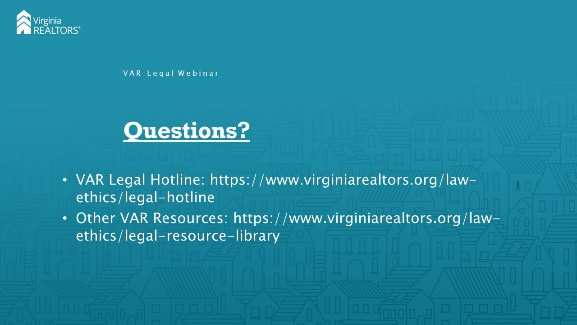 Virginia
REALTORS®
VAR Legal Webinar
Questions?
• VAR Legal Hotline: https://www.virginiarealtors.org/law-
ethics/legal-hotline
• Other VAR Resources: https://www.virginiarealtors.org/law-
ethics/legal-resource-library